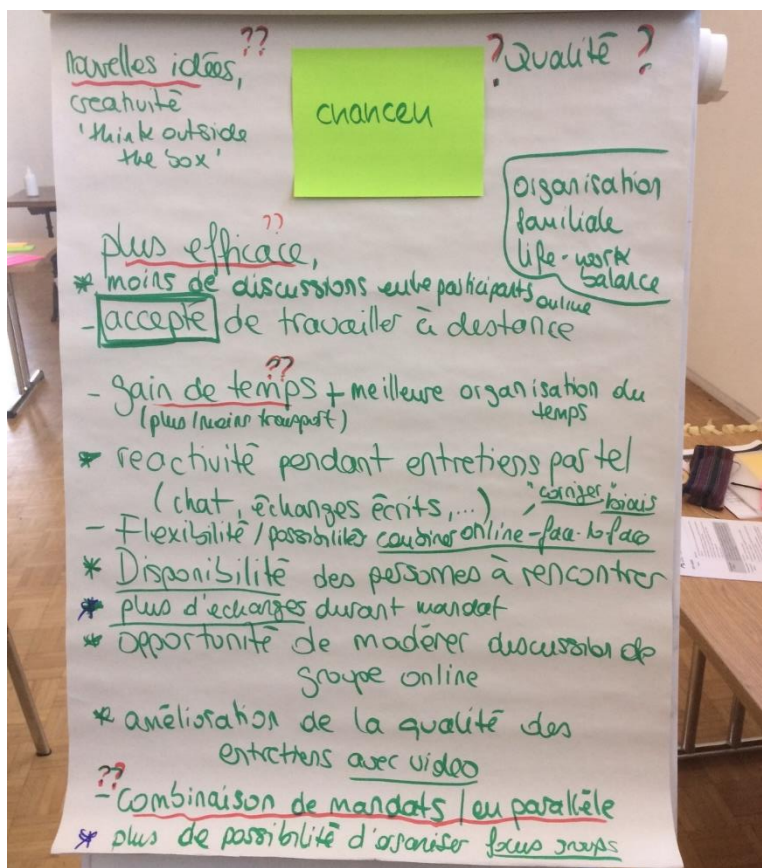 ??
nouvelles idées,
creativité
'think outside
the box'
chancen
? Qualité ?
organisation
familiale
life-work
balance
??
plus efficace,
* moins de discussions entre participants online
- accepté de travailler à distance
??
- gain de temps + meilleure organisation du
temps
(plus/moins transport)
* reactivité pendant entretiens par tel
(chat, échanges écrits,...) / "corriger" biais
- Flexibilité / possibilités combiner online-face-to-face
* Disponibilité des personnes à rencontrer
* plus d'echanges durant mandat
* opportunité de modérer discussion de
groupe online
* amélioration de la qualité des
entretiens avec video
??
- Combinaison de mandats / en parallèle
* plus de possibilité d'organiser focus groups